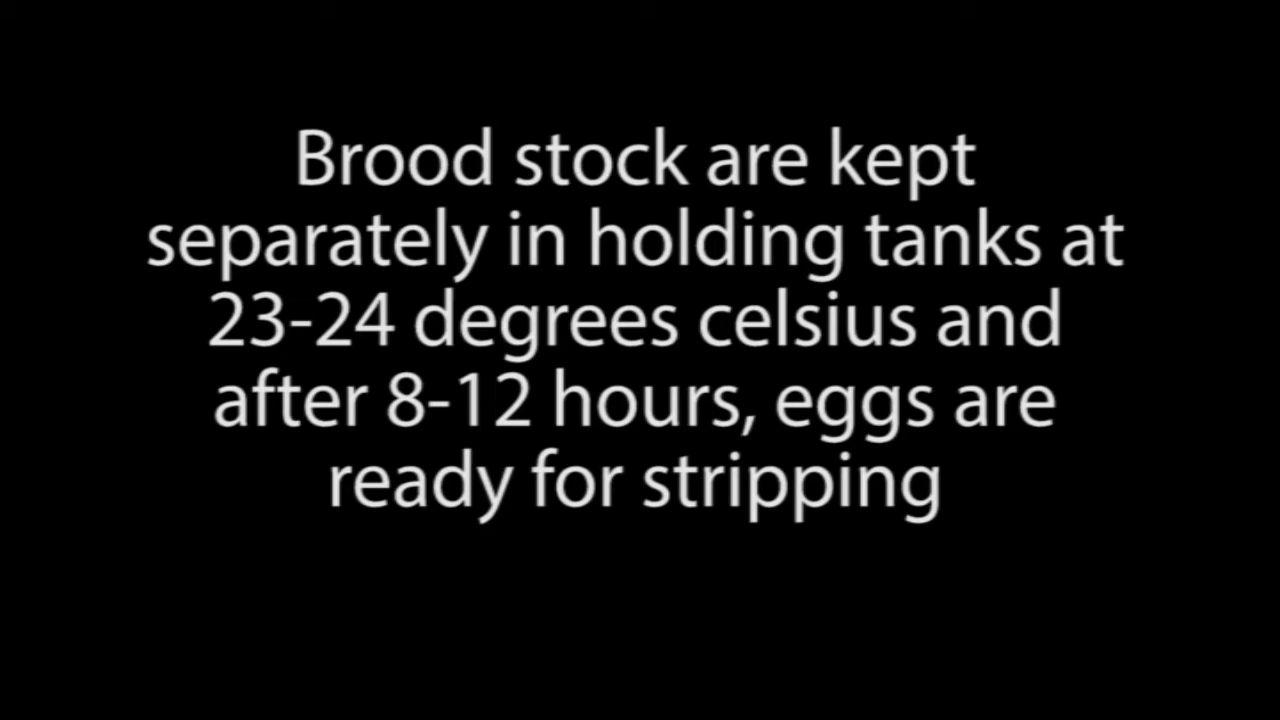 Brood stock are kept
separately in holding tanks at
23-24 degrees celsius and
after 8-12 hours, eggs are
ready for stripping